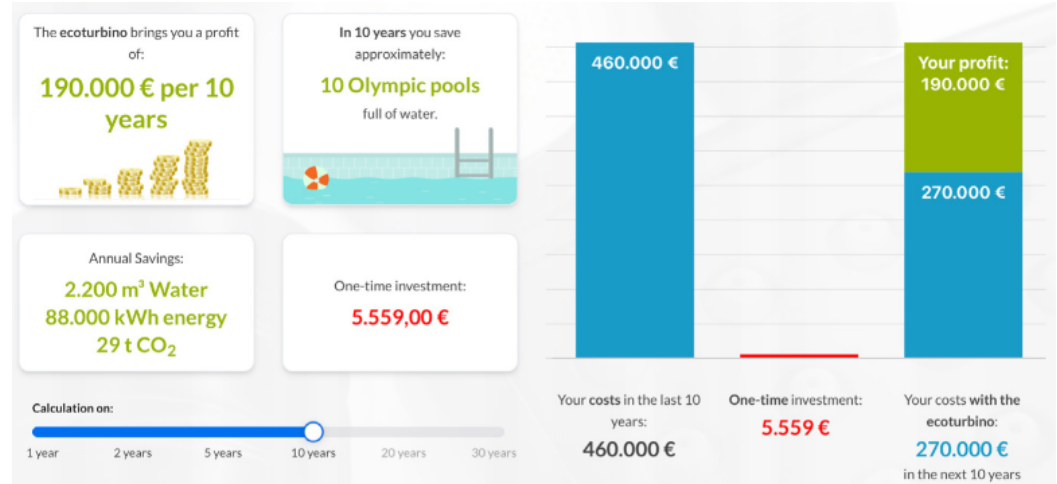 The ecoturbino brings you a profit
of:
190.000 € per 10
years
In 10 years you save
approximately:
10 Olympic pools
full of water.
Annual Savings:
2.200 m³ Water
88.000 kWh energy
29 t CO₂
One-time investment:
5.559,00 €
Calculation on:
1 year 2 years 5 years 10 years 20 years 30 years
460.000 €
Your profit:
190.000 €
270.000 €
Your costs in the last 10
years:
460.000 €
One-time investment:
5.559 €
Your costs with the
ecoturbino:
270.000 €
in the next 10 years